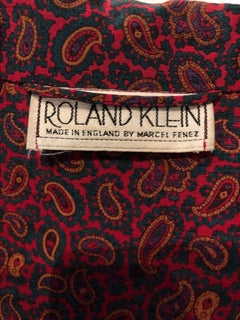 ROLAND KLEIN
MADE IN ENGLAND BY MARCEL FENEZ